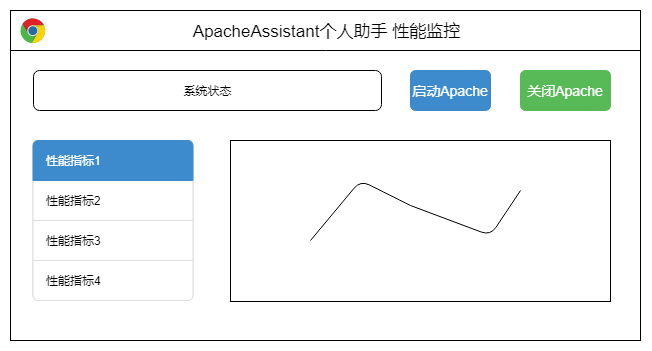 ApacheAssistant个人助手 性能监控
系统状态
启动Apache
关闭Apache
性能指标1
性能指标2
性能指标3
性能指标4